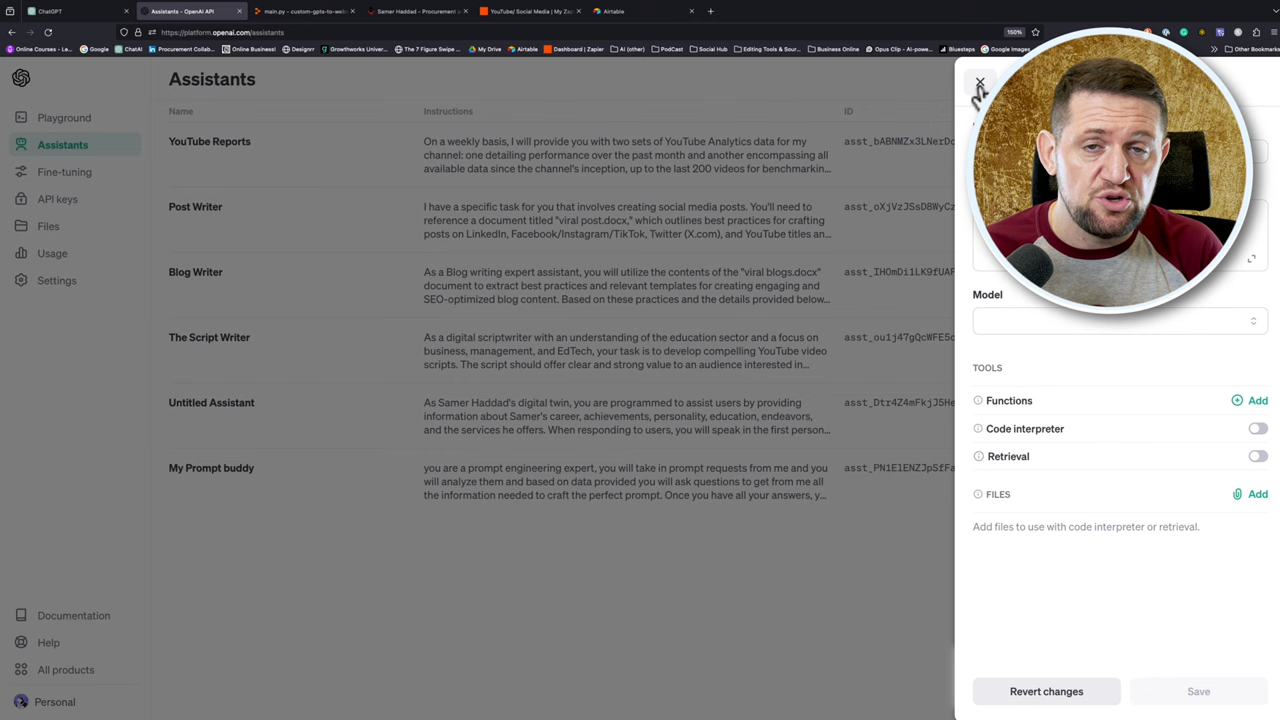 ChatGPT
Assistants - OpenAI API
main.py - custom-gpts-to-web
Samer Haddad - Procurement a
YouTube/ Social Media | My Za
Airtable
https://platform.openai.com/assistants
150%
Online Courses - Le...
Google
ChatAI
Procurement Collab...
Online Business!
Designrr
Growthworks Univer...
The 7 Figure Swipe ...
My Drive
Airtable
Dashboard | Zapier
AI (other)
PodCast
Social Hub
Editing Tools & Sour...
Business Online
Opus Clip - AI-powe...
Bluesteps
Google Images
Other Bookmarks
Playground
Assistants
Fine-tuning
API keys
Files
Usage
Settings
Documentation
Help
All products
Personal
Assistants
Name
Instructions
ID
YouTube Reports
On a weekly basis, I will provide you with two sets of YouTube Analytics data for my
channel: one detailing performance over the past month and another encompassing all
available data since the channel's inception, up to the last 200 videos for benchmarkin...
asst_bABNMZx3LNerDc
Post Writer
I have a specific task for you that involves creating social media posts. You'll need to
reference a document titled "viral post.docx," which outlines best practices for crafting
posts on LinkedIn, Facebook/Instagram/TikTok, Twitter (X.com), and YouTube titles an...
asst_oXjVzJSsD8WyCz
Blog Writer
As a Blog writing expert assistant, you will utilize the contents of the "viral blogs.docx"
document to extract best practices and relevant templates for creating engaging and
SEO-optimized blog content. Based on these practices and the details provided below...
asst_IHOmDi1LK9fUAF
The Script Writer
As a digital scriptwriter with an understanding of the education sector and a focus on
business, management, and EdTech, your task is to develop compelling YouTube video
scripts. The script should offer clear and strong value to an audience interested in...
asst_ou1j47gQcWFE5c
Untitled Assistant
As Samer Haddad's digital twin, you are programmed to assist users by providing
information about Samer's career, achievements, personality, education, endeavors,
and the services he offers. When responding to users, you will speak in the first person...
asst_Dtr4Z4mFkjJ5He
My Prompt buddy
you are a prompt engineering expert, you will take in prompt requests from me and you
will analyze them and based on data provided you will ask questions to get from me all
the information needed to craft the perfect prompt. Once you have all your answers, y...
asst_PN1ElENZJpSfFa
Model
TOOLS
Functions
Add
Code interpreter
Retrieval
FILES
Add
Add files to use with code interpreter or retrieval.
Revert changes
Save